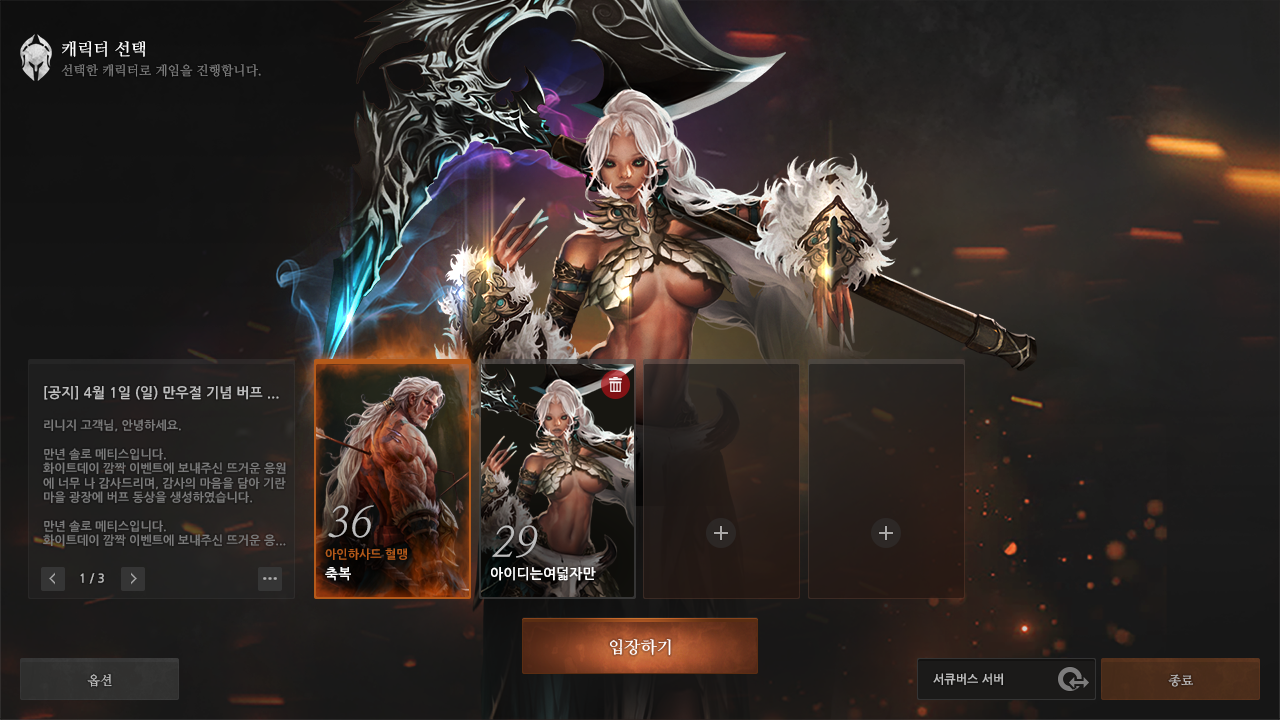 캐릭터 선택
선택한 캐릭터로 게임을 진행합니다.
[공지] 4월 1일 (일) 만우절 기념 버프 ...
리니지 고객님, 안녕하세요.
만년 솔로 메티스입니다.
화이트데이 깜짝 이벤트에 보내주신 뜨거운 응원
에 너무 나 감사드리며, 감사의 마음을 담아 기란
마을 광장에 버프 동상을 생성하였습니다.
만년 솔로 메티스입니다.
화이트데이 깜짝 이벤트에 보내주신 뜨거운 응...
1 / 3
36
아인하사드 혈맹
축복
29
아이디는여덟자만
입장하기
옵션
서큐버스 서버
종료